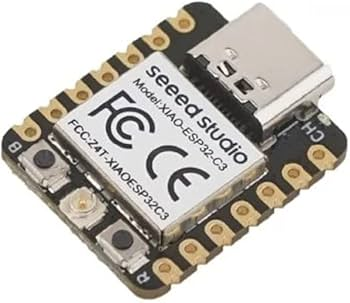 seeed studio
Model:XIAO-ESP32-C3
FC CE
FCC-Z4T-XIAOESP32C3
B
R
CH